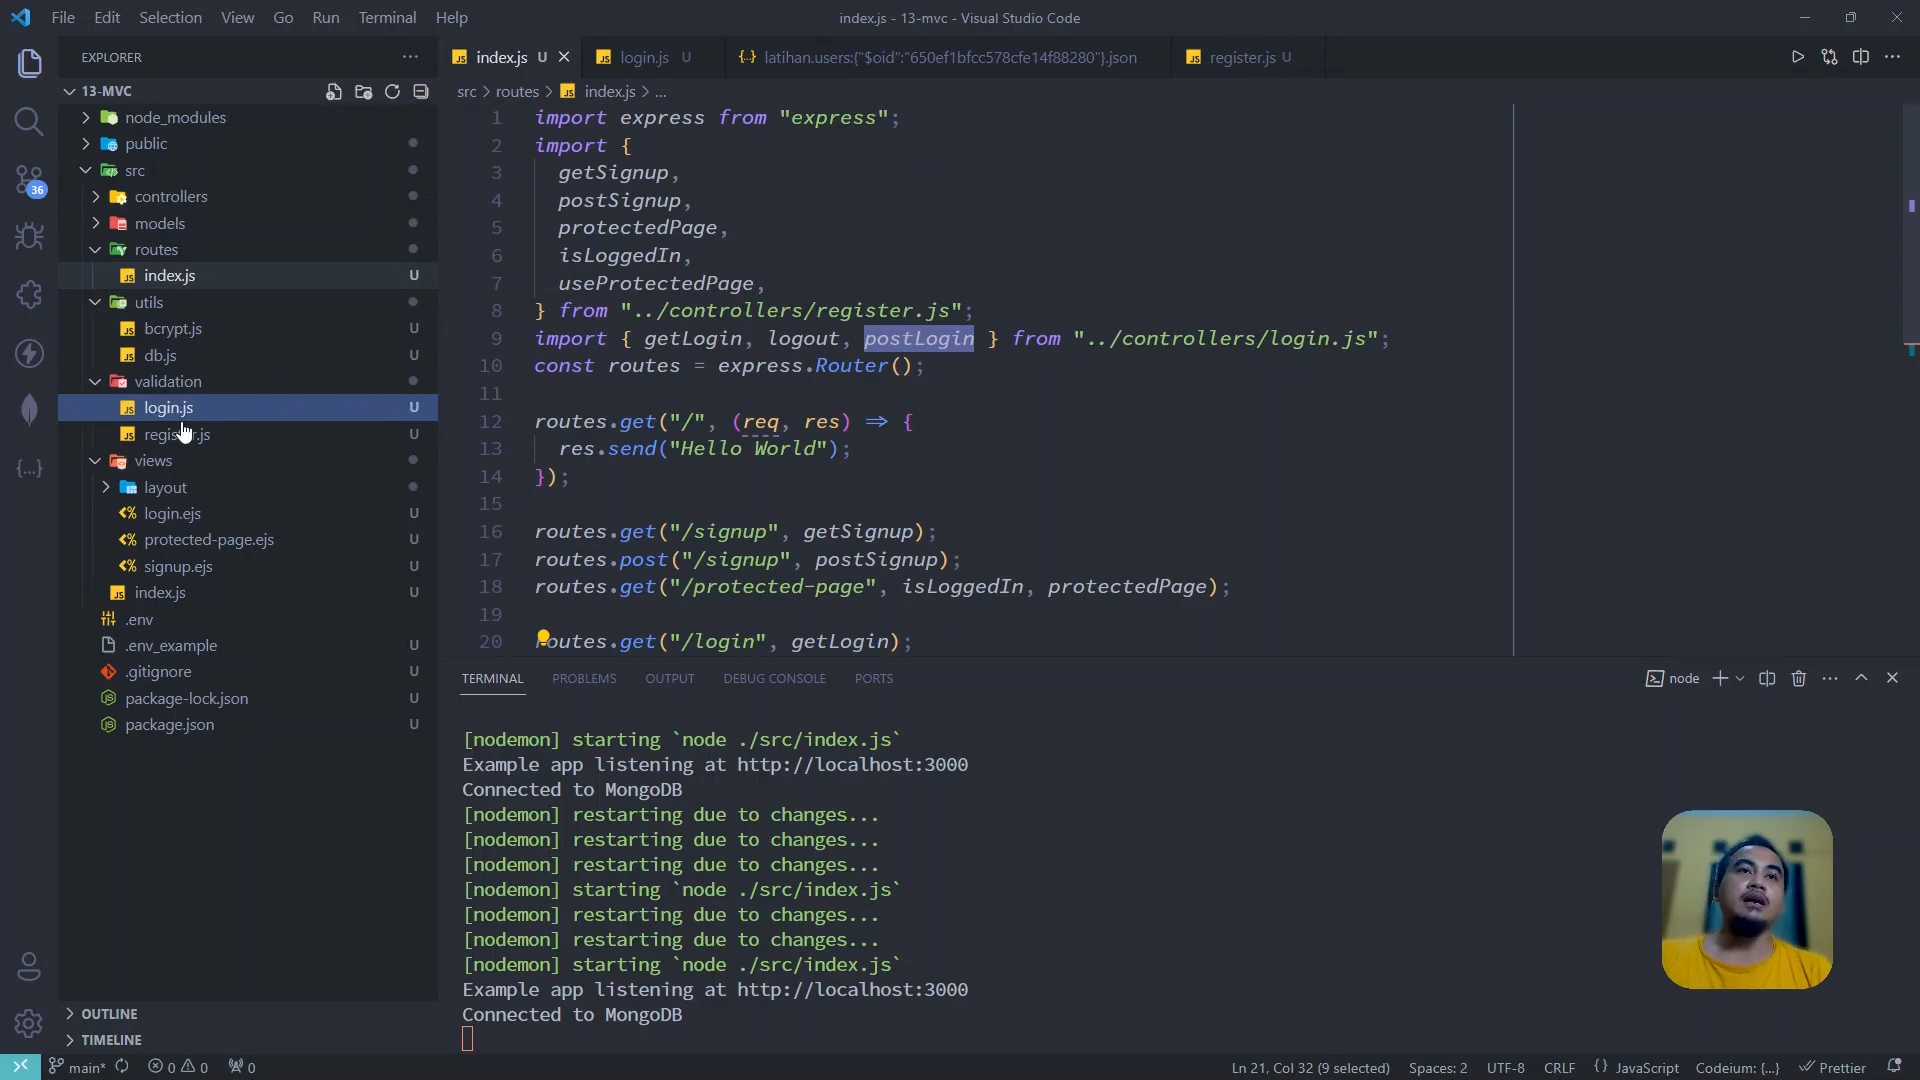 File Edit Selection View Go Run Terminal Help
index.js - 13-mvc - Visual Studio Code
EXPLORER
13-MVC
node_modules
public
src
controllers
models
routes
index.js U
utils
bcrypt.js U
db.js U
validation
login.js U
register.js U
views
layout
login.ejs U
protected-page.ejs U
signup.ejs U
index.js U
.env
.env_example U
.gitignore U
package-lock.json U
package.json U
OUTLINE
TIMELINE
36
index.js U
login.js U
latihan.users:{"$oid":"650ef1bfcc578cfe14f88280"}.json
register.js U
src > routes > index.js > ...
1 import express from "express";
2 import {
3 getSignup,
4 postSignup,
5 protectedPage,
6 isLoggedIn,
7 useProtectedPage,
8 } from "../controllers/register.js";
9 import { getLogin, logout, postLogin } from "../controllers/login.js";
10 const routes = express.Router();
11
12 routes.get("/", (req, res) => {
13 res.send("Hello World");
14 });
15
16 routes.get("/signup", getSignup);
17 routes.post("/signup", postSignup);
18 routes.get("/protected-page", isLoggedIn, protectedPage);
19
20 routes.get("/login", getLogin);
TERMINAL PROBLEMS OUTPUT DEBUG CONSOLE PORTS
node
[nodemon] starting `node ./src/index.js`
Example app listening at http://localhost:3000
Connected to MongoDB
[nodemon] restarting due to changes...
[nodemon] restarting due to changes...
[nodemon] restarting due to changes...
[nodemon] starting `node ./src/index.js`
[nodemon] restarting due to changes...
[nodemon] restarting due to changes...
[nodemon] starting `node ./src/index.js`
Example app listening at http://localhost:3000
Connected to MongoDB
main* 0 0 0
Ln 21, Col 32 (9 selected) Spaces: 2 UTF-8 CRLF {} JavaScript Codeium: {...} Prettier